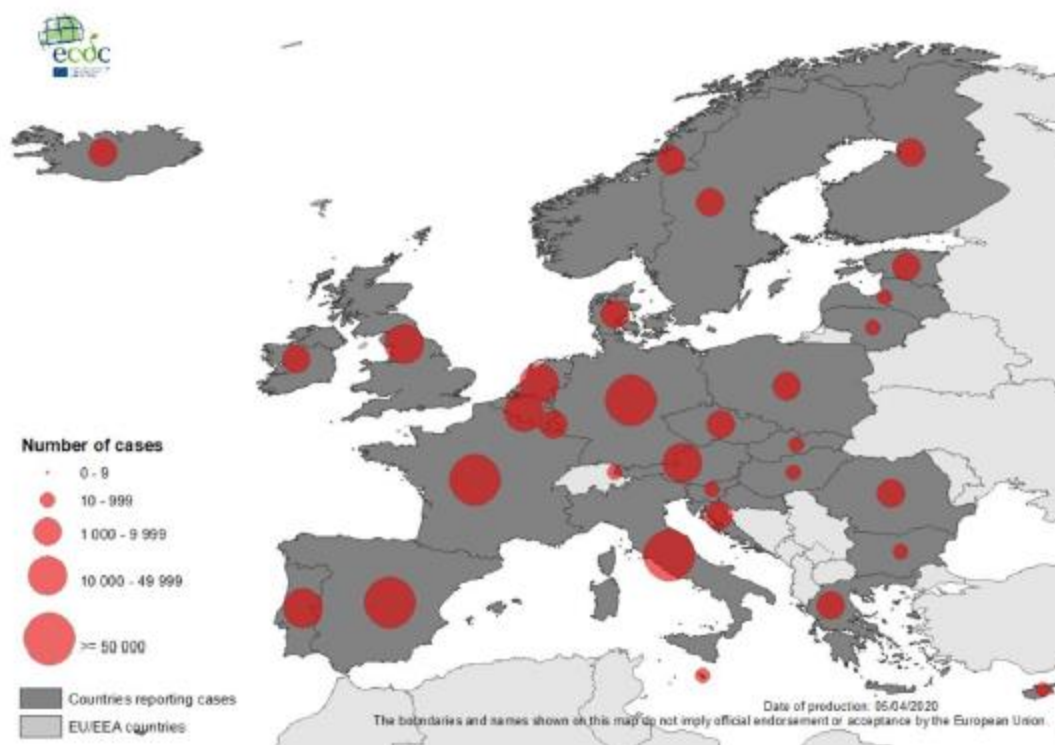 ecdc
Number of cases
0 - 9
10 - 999
1 000 - 9 999
10 000 - 49 999
>= 50 000
Countries reporting cases
EU/EEA countries
Date of production: 05/04/2020
The boundaries and names shown on this map do not imply official endorsement or acceptance by the European Union.